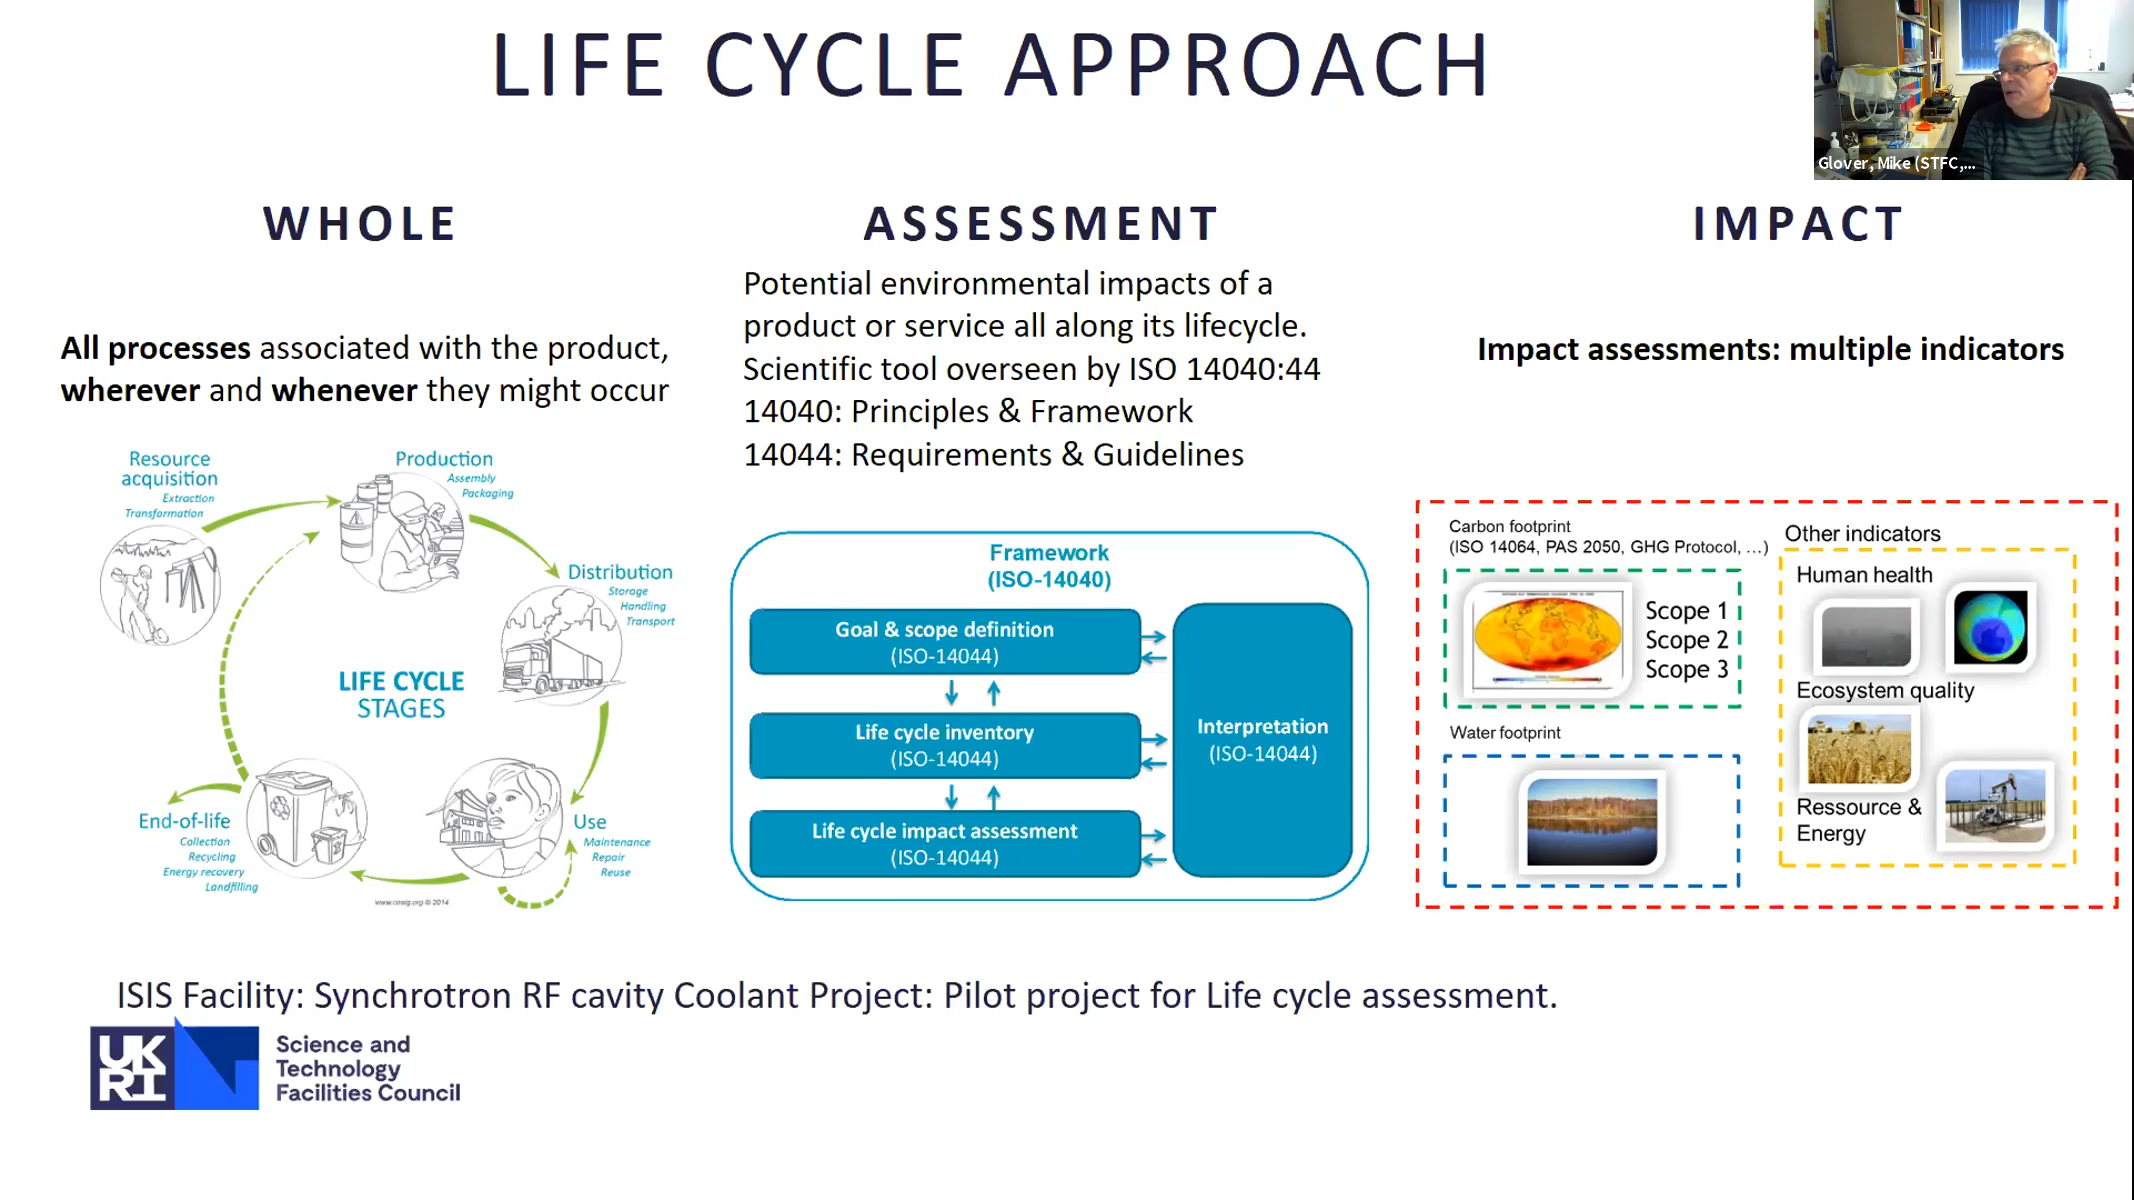 LIFE CYCLE APPROACH
Glover, Mike (STFC,...
WHOLE
All processes associated with the product,
wherever and whenever they might occur
Resource
acquisition
Extraction
Transformation
Production
Assembly
Packaging
Distribution
Storage
Handling
Transport
LIFE CYCLE
STAGES
Use
Maintenance
Repair
Reuse
End-of-life
Collection
Recycling
Energy recovery
Landfilling
www.ciraig.org © 2014
ASSESSMENT
Potential environmental impacts of a
product or service all along its lifecycle.
Scientific tool overseen by ISO 14040:44
14040: Principles & Framework
14044: Requirements & Guidelines
Framework
(ISO-14040)
Goal & scope definition
(ISO-14044)
Life cycle inventory
(ISO-14044)
Life cycle impact assessment
(ISO-14044)
Interpretation
(ISO-14044)
IMPACT
Impact assessments: multiple indicators
Carbon footprint
(ISO 14064, PAS 2050, GHG Protocol, ...)
Scope 1
Scope 2
Scope 3
Water footprint
Other indicators
Human health
Ecosystem quality
Ressource &
Energy
ISIS Facility: Synchrotron RF cavity Coolant Project: Pilot project for Life cycle assessment.
UK
RI
Science and
Technology
Facilities Council